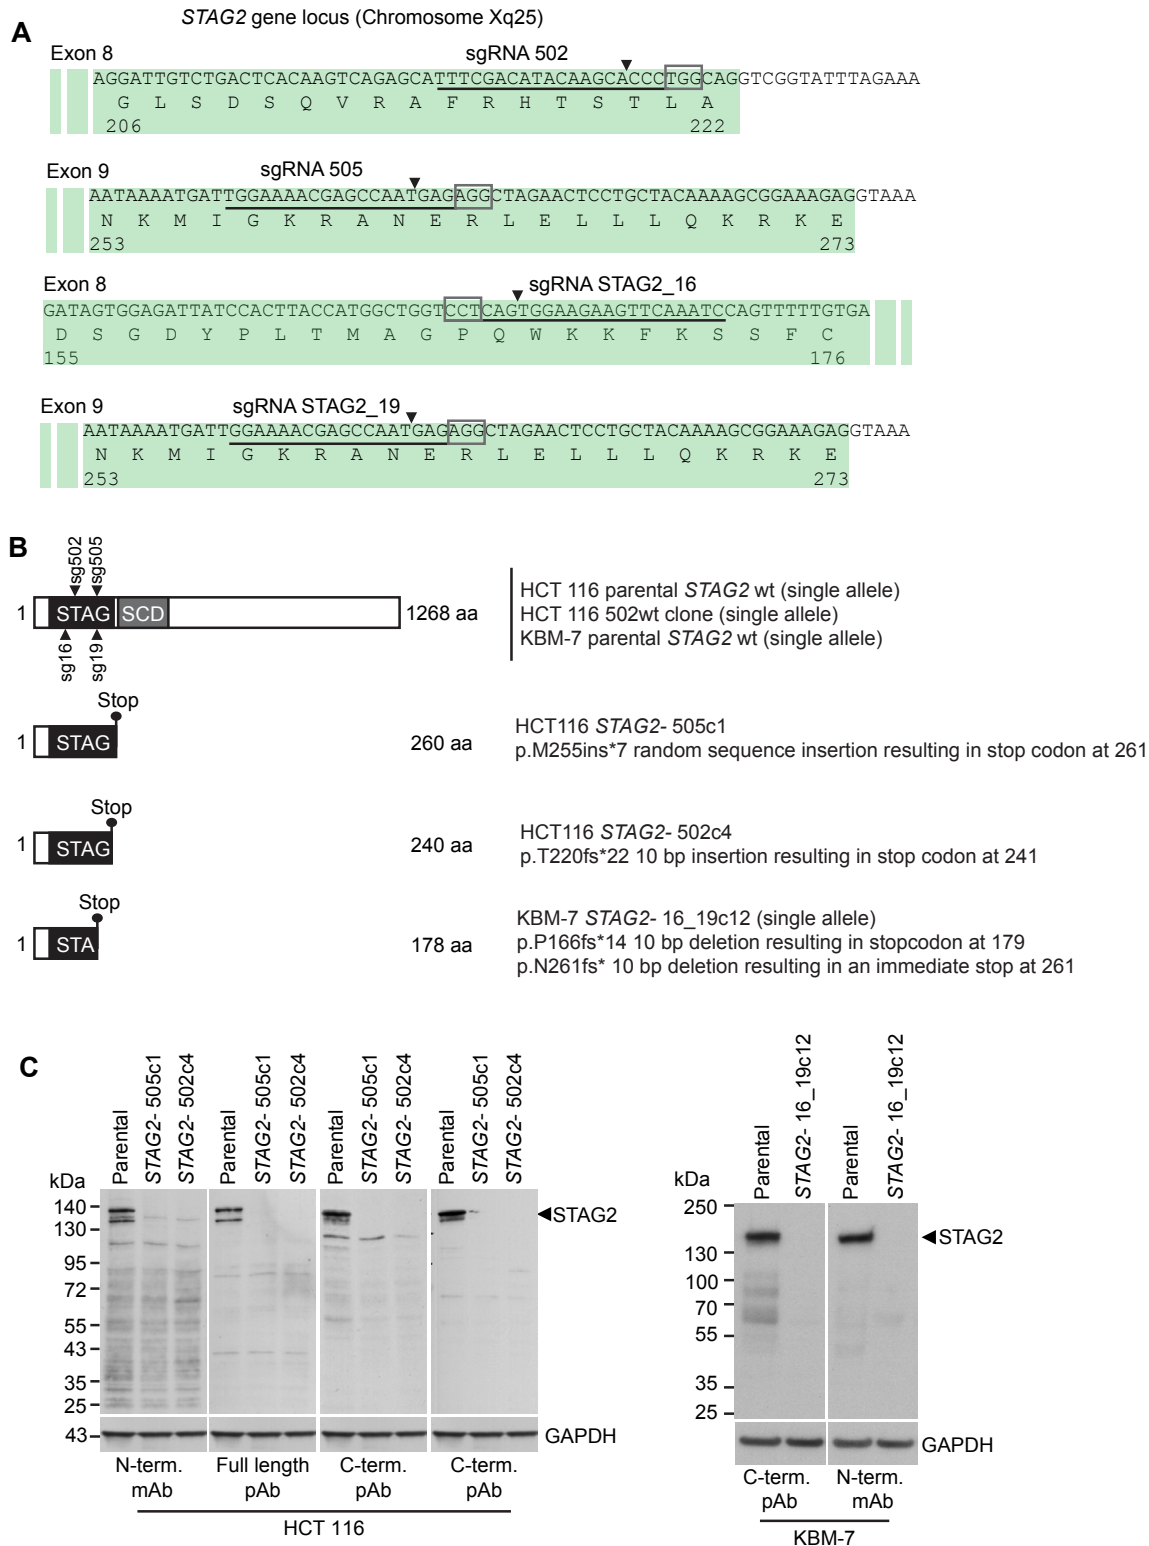 STAG2 gene locus (Chromosome Xq25)
A
Exon 8
sgRNA 502
AGGATTGTCTGACTCACAAGTCAGAGCATTTCGACATACAAGCACCCTGGCAGGTCGGTATTTAGAAA
G L S D S Q V R A F R H T S T L A
206 222
Exon 9
sgRNA 505
AATAAAATGATTGGAAAACGAGCCAATGAGAGGCTAGAACTCCTGCTACAAAAGCGGAAAGAGGTAAA
N K M I G K R A N E R L E L L L Q K R K E
253 273
Exon 8
sgRNA STAG2_16
GATAGTGGAGATTATCCACTTACCATGGCTGGTCCTCAGTGGAAGAAGTTCAAATCCAGTTTTTGTGA
D S G D Y P L T M A G P Q W K K F K S S F C
155 176
Exon 9
sgRNA STAG2_19
AATAAAATGATTGGAAAACGAGCCAATGAGAGGCTAGAACTCCTGCTACAAAAGCGGAAAGAGGTAAA
N K M I G K R A N E R L E L L L Q K R K E
253 273
B
sg502
sg505
1 STAG SCD 1268 aa
sg16
sg19
HCT 116 parental STAG2 wt (single allele)
HCT 116 502wt clone (single allele)
KBM-7 parental STAG2 wt (single allele)
Stop
1 STAG 260 aa
HCT116 STAG2- 505c1
p.M255ins*7 random sequence insertion resulting in stop codon at 261
Stop
1 STAG 240 aa
HCT116 STAG2- 502c4
p.T220fs*22 10 bp insertion resulting in stop codon at 241
Stop
1 STA 178 aa
KBM-7 STAG2- 16_19c12 (single allele)
p.P166fs*14 10 bp deletion resulting in stopcodon at 179
p.N261fs* 10 bp deletion resulting in an immediate stop at 261
C
Parental
STAG2- 505c1
STAG2- 502c4
Parental
STAG2- 505c1
STAG2- 502c4
Parental
STAG2- 505c1
STAG2- 502c4
Parental
STAG2- 505c1
STAG2- 502c4
kDa
140
130
95
72
55
43
35
25
43
STAG2
GAPDH
N-term. mAb
Full length pAb
C-term. pAb
C-term. pAb
HCT 116
Parental
STAG2- 16_19c12
Parental
STAG2- 16_19c12
kDa
250
130
100
70
55
35
25
STAG2
GAPDH
C-term. pAb
N-term. mAb
KBM-7